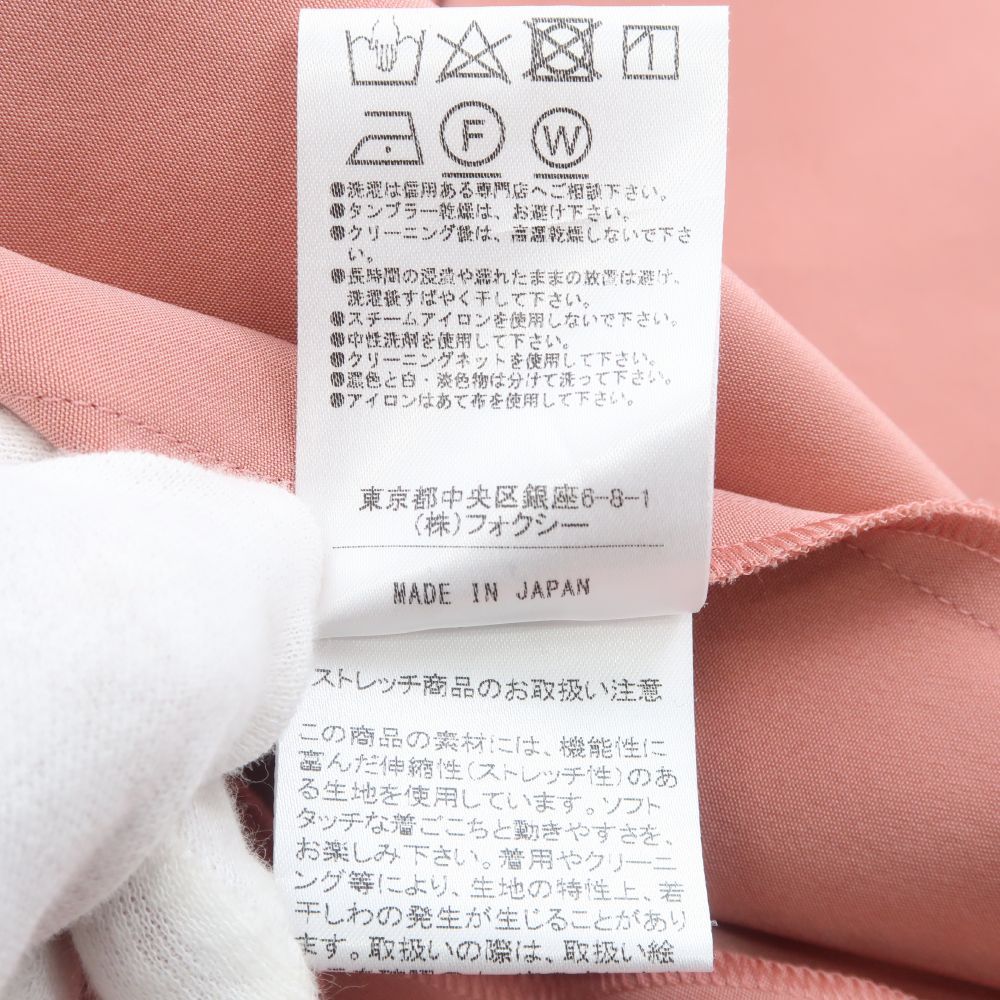 F W
●洗濯は信用ある専門店へご相談下さい。
●タンブラー乾燥は、お避け下さい。
●クリーニング後は、高温乾燥しないで下さ
い。
●長時間の浸漬や濡れたままの放置は避け、
洗濯後すばやく干して下さい。
●スチームアイロンを使用しないで下さい。
●中性洗剤を使用して下さい。
●クリーニングネットを使用して下さい。
●濃色と白・淡色物は分けて洗って下さい。
●アイロンはあて布を使用して下さい。
東京都中央区銀座6-8-1
(株)フォクシー
MADE IN JAPAN
ストレッチ商品のお取扱い注意
この商品の素材には、機能性に
富んだ伸縮性(ストレッチ性)のあ
る生地を使用しています。ソフト
タッチな着ごこちと動きやすさを、
お楽しみ下さい。着用やクリーニ
ング等により、生地の特性上、若
干しわの発生が生じることがあり
ます。取扱いの際は、取扱い絵